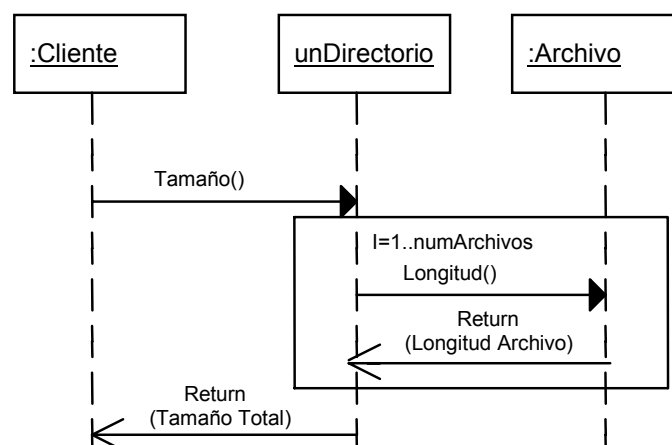 :Cliente
unDirectorio
:Archivo
Tamaño()
I=1..numArchivos
Longitud()
Return
(Longitud Archivo)
Return
(Tamaño Total)